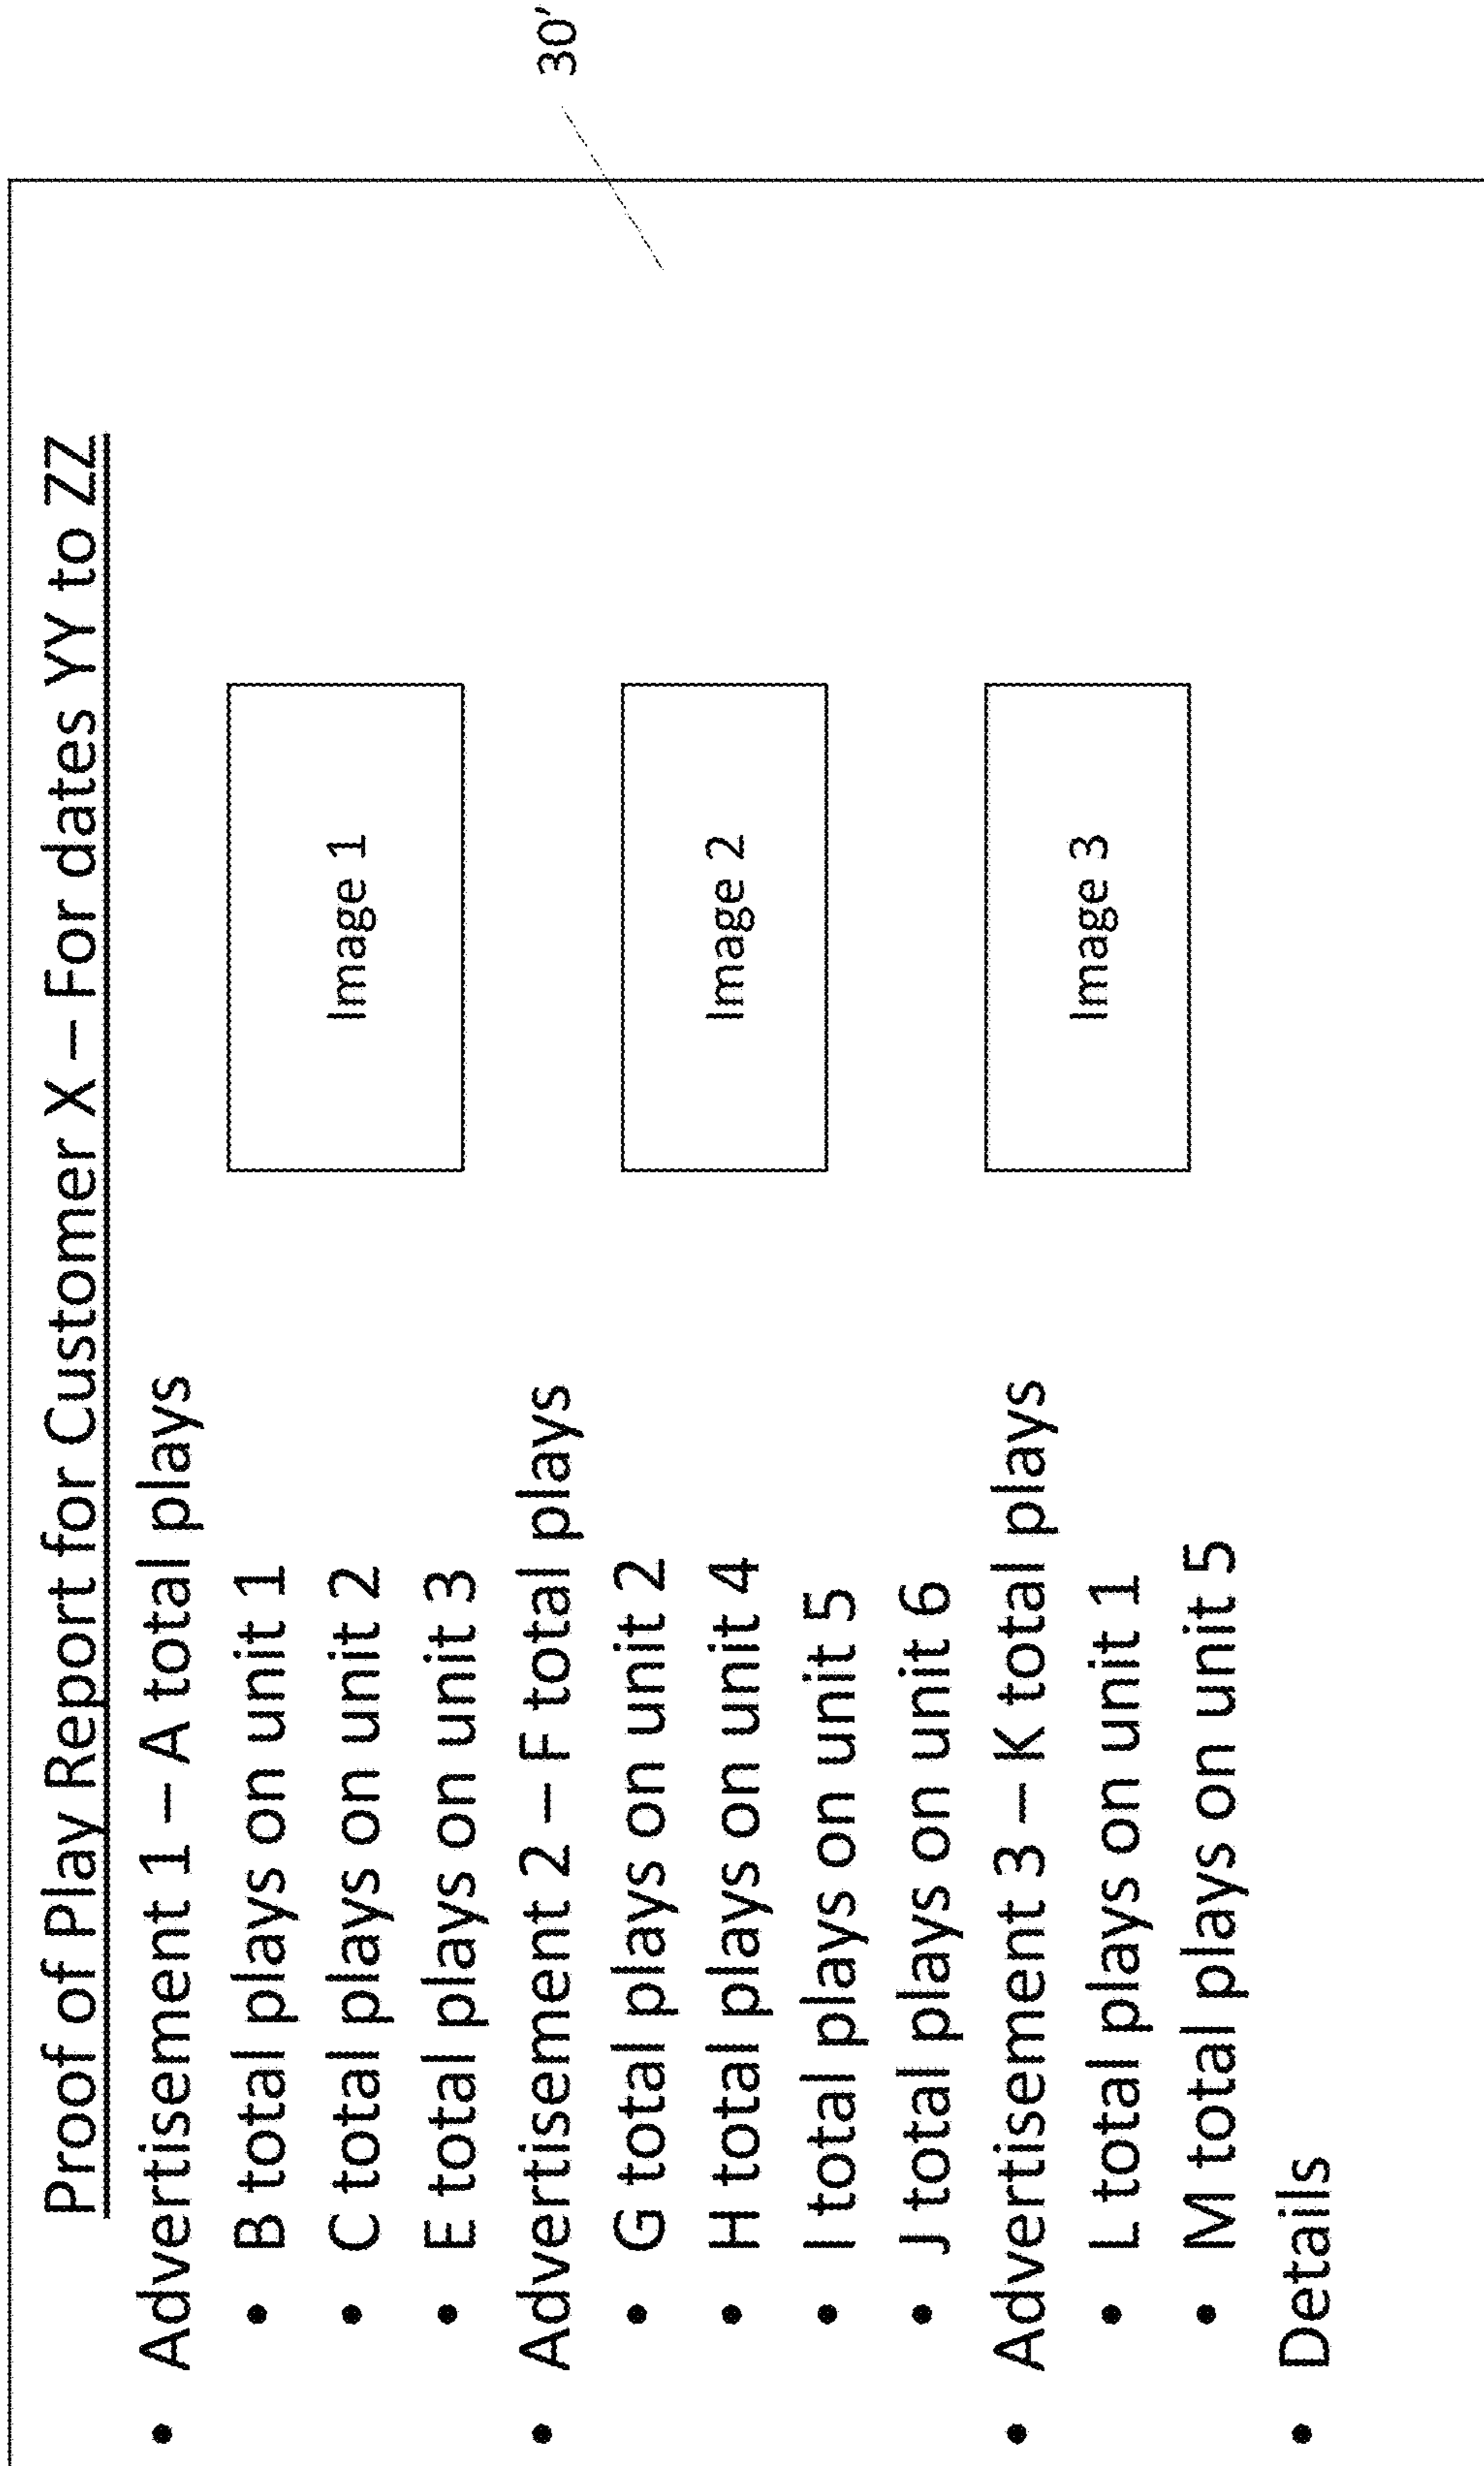 Proof of Play Report for Customer X – For dates YY to ZZ
• Advertisement 1 – A total plays
• B total plays on unit 1
• C total plays on unit 2
• E total plays on unit 3
• Advertisement 2 – F total plays
• G total plays on unit 2
• H total plays on unit 4
• I total plays on unit 5
• J total plays on unit 6
• Advertisement 3 – K total plays
• L total plays on unit 1
• M total plays on unit 5
• Details
Image 1
Image 2
Image 3
30'